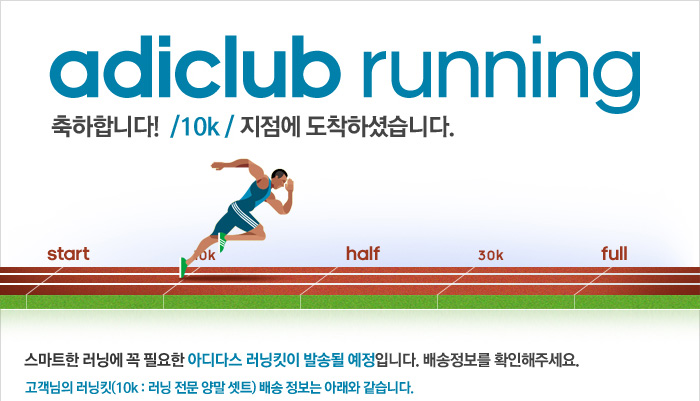 adiclub running
축하합니다! /10k / 지점에 도착하셨습니다.
start 10k half 30k full
스마트한 러닝에 꼭 필요한 아디다스 러닝킷이 발송될 예정입니다. 배송정보를 확인해주세요.
고객님의 러닝킷(10k : 러닝 전문 양말 셋트) 배송 정보는 아래와 같습니다.